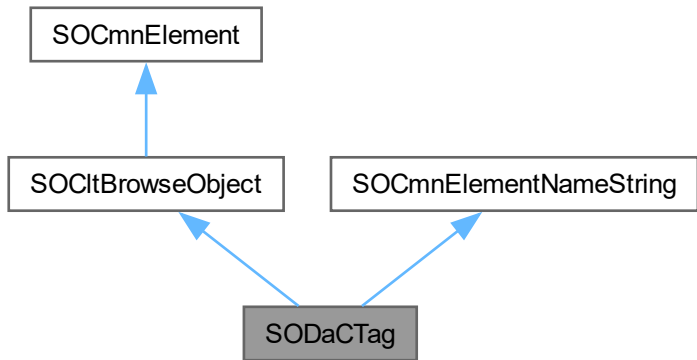 SOCmnElement
SOCltBrowseObject
SOCmnElementNameString
SODaCTag